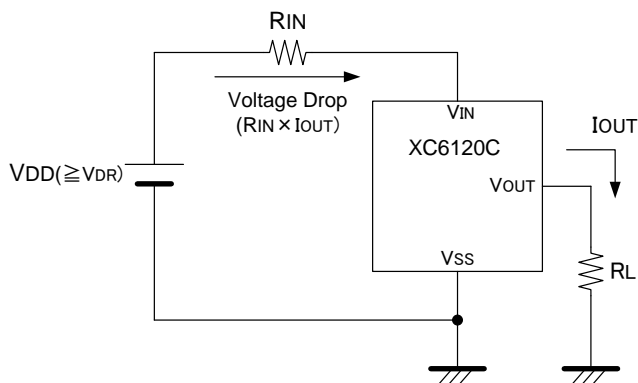 RIN
Voltage Drop
(RIN × IOUT)
VIN
XC6120C
IOUT
VDD(≧VDR)
VOUT
VSS
RL